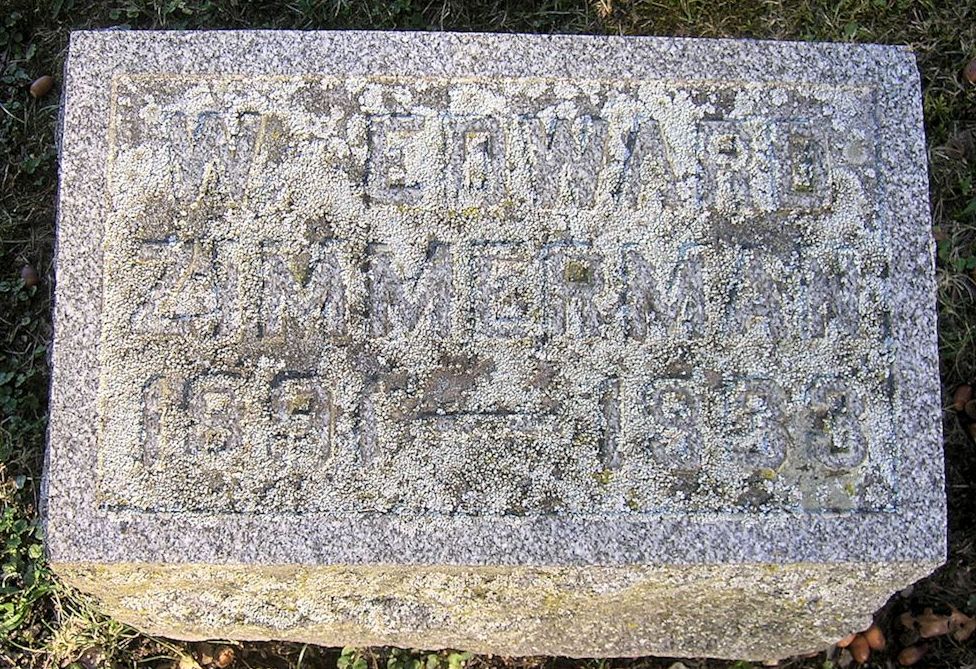 W. EDWARD
ZIMMERMAN
1891 — 1938